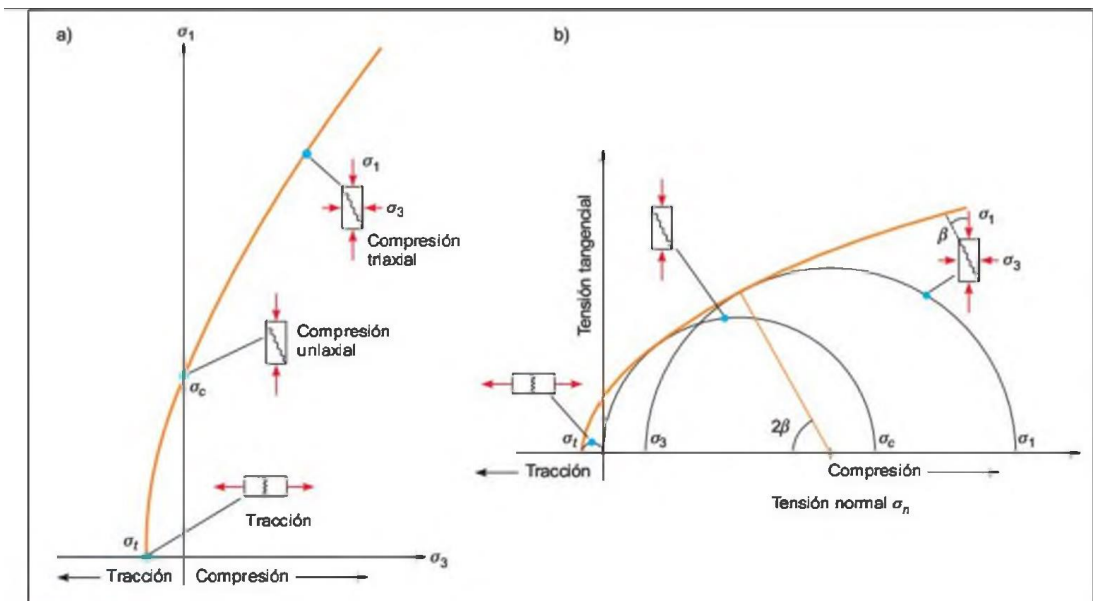 a)
σ1
σ1
σ3
Compresión
triaxial
Compresión
uniaxial
σc
Tracción
σt
σ3
Tracción
Compresión
b)
Tensión tangencial
σ1
β
σ3
σt
σ3
2β
σc
σ1
Tracción
Compresión
Tensión normal σn